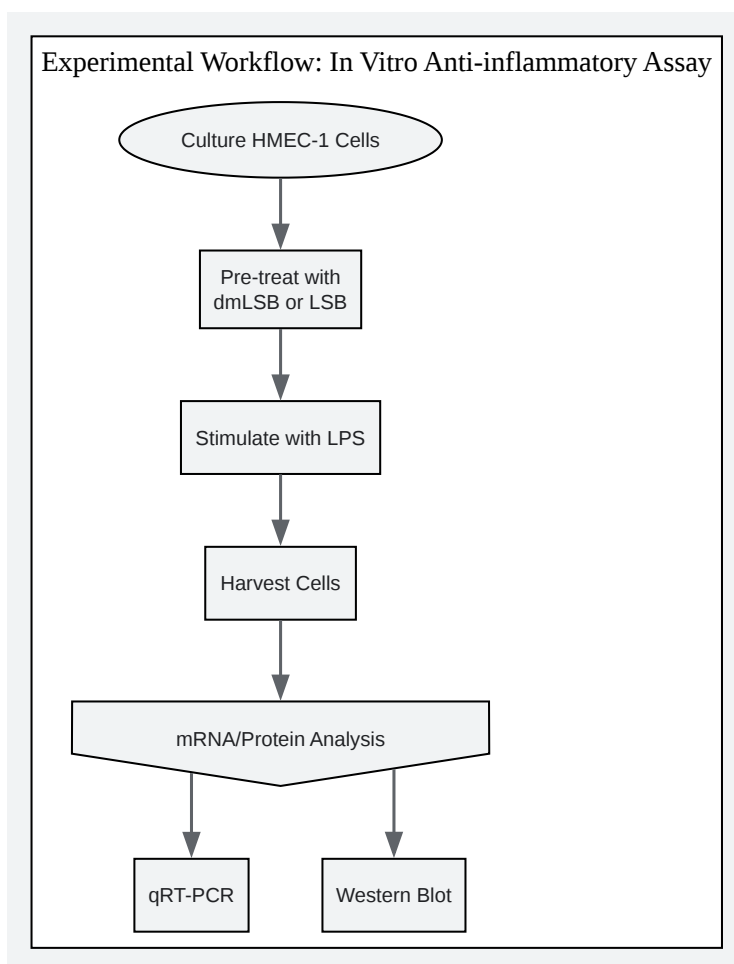 Experimental Workflow: In Vitro Anti-inflammatory Assay
Culture HMEC-1 Cells
Pre-treat with
dmLSB or LSB
Stimulate with LPS
Harvest Cells
mRNA/Protein Analysis
qRT-PCR
Western Blot